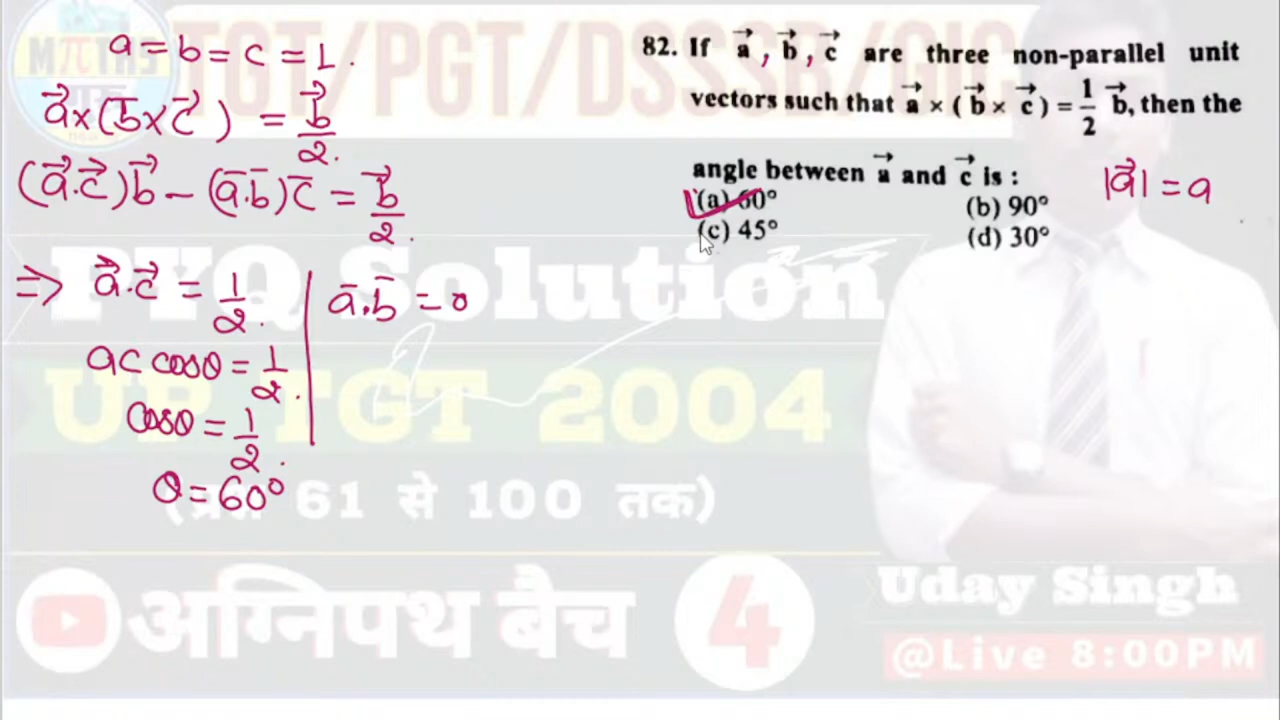 MπTHS
TGT/PGT/DSSSB/GIC
a = b = c = 1.
a⃗×(b̄×c⃗) = b⃗/2.
(a⃗.c⃗)b⃗ – (ā.b̄)c̄ = b⃗/2.
⇒ a⃗.c⃗ = 1/2. | ā.b̄ = 0
ac cosθ = 1/2.
cosθ = 1/2.
θ = 60°
82. If a⃗ , b⃗ , c⃗ are three non-parallel unit
vectors such that a⃗ × ( b⃗ × c⃗ ) = 1/2 b⃗, then the
angle between a⃗ and c⃗ is :
(a) 60° (b) 90°
(c) 45° (d) 30°
|a⃗| = a
PYQ Solution
UP TGT 2004
(प्रश्न 61 से 100 तक)
अग्निपथ बैच 4
Uday Singh
@Live 8:00PM